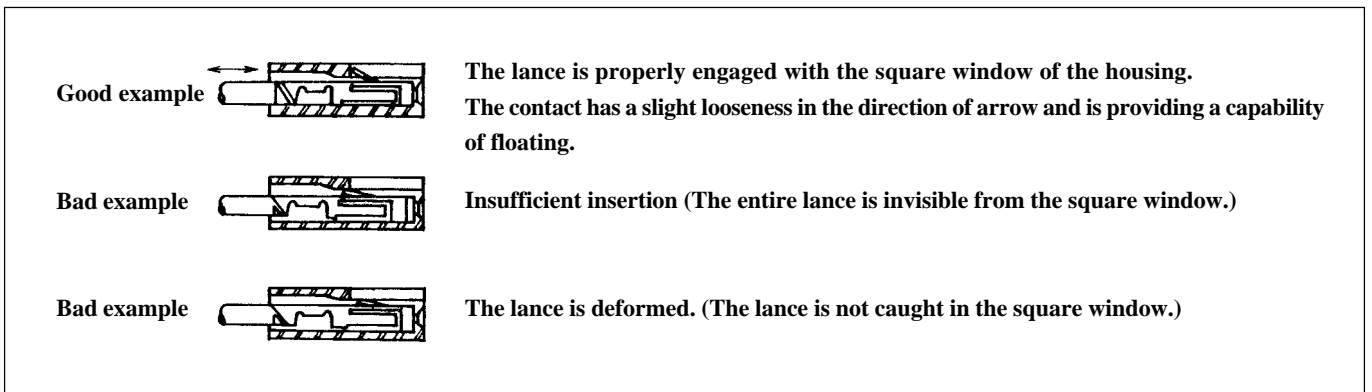 Good example
The lance is properly engaged with the square window of the housing.
The contact has a slight looseness in the direction of arrow and is providing a capability
of floating.
Bad example
Insufficient insertion (The entire lance is invisible from the square window.)
Bad example
The lance is deformed. (The lance is not caught in the square window.)